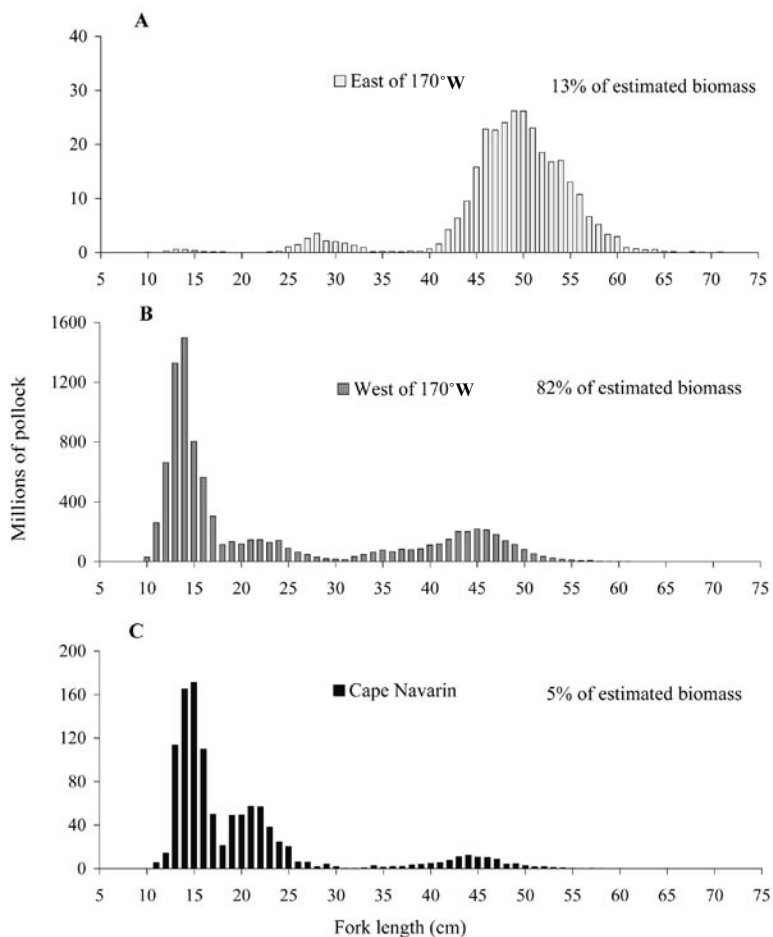 A
40
East of 170°W
13% of estimated biomass
30
20
10
0
5 10 15 20 25 30 35 40 45 50 55 60 65 70 75
B
1600
West of 170°W
82% of estimated biomass
1200
800
400
0
5 10 15 20 25 30 35 40 45 50 55 60 65 70 75
Millions of pollock
C
200
Cape Navarin
5% of estimated biomass
160
120
80
40
0
5 10 15 20 25 30 35 40 45 50 55 60 65 70 75
Fork length (cm)